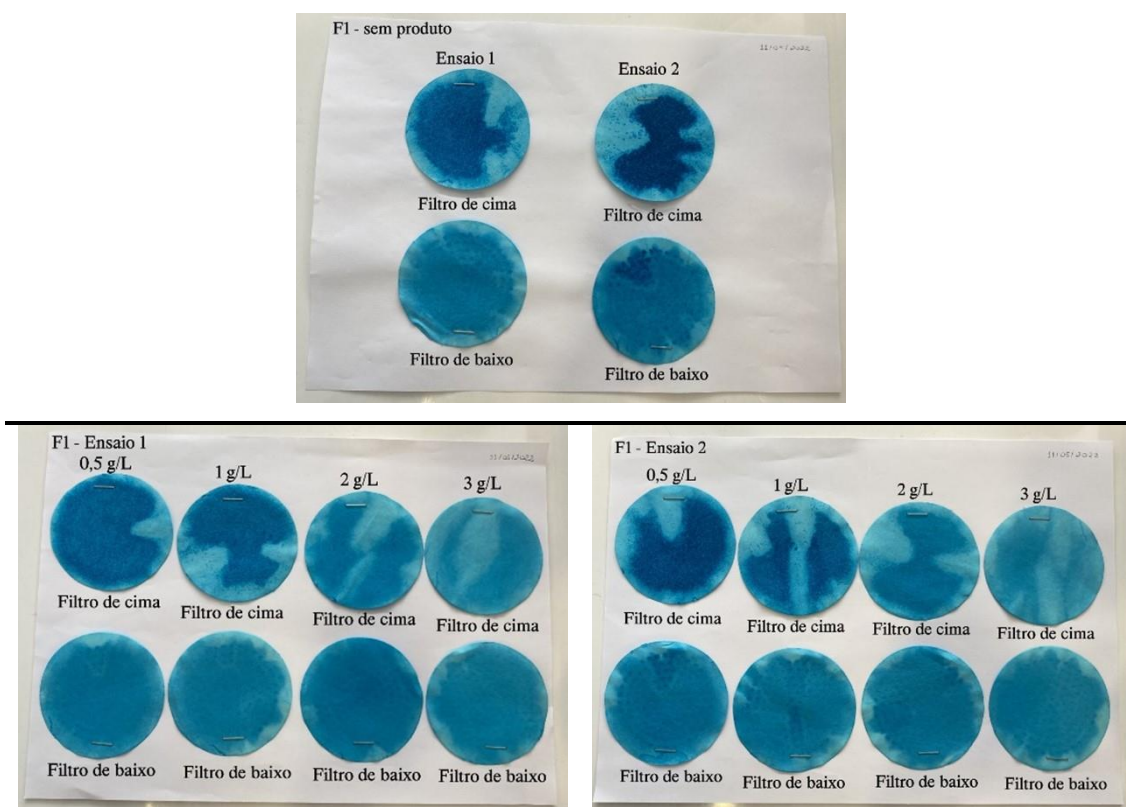 F1 - sem produto
Ensaio 1
Ensaio 2
Filtro de cima
Filtro de cima
Filtro de baixo
Filtro de baixo
F1 - Ensaio 1
0,5 g/L
1 g/L
2 g/L
3 g/L
Filtro de cima
Filtro de cima
Filtro de cima
Filtro de cima
Filtro de baixo
Filtro de baixo
Filtro de baixo
Filtro de baixo
F1 - Ensaio 2
0,5 g/L
1 g/L
2 g/L
3 g/L
Filtro de cima
Filtro de cima
Filtro de cima
Filtro de cima
Filtro de baixo
Filtro de baixo
Filtro de baixo
Filtro de baixo